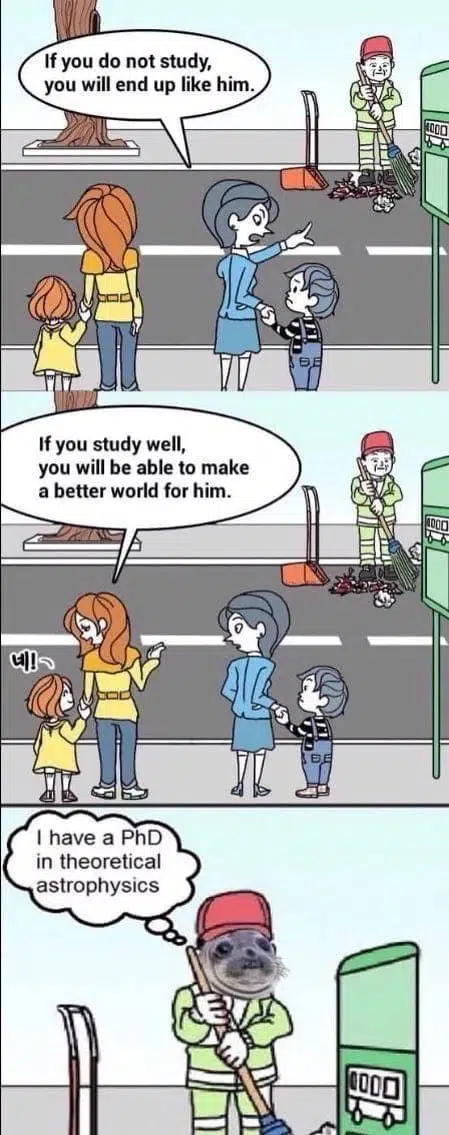 If you do not study,
you will end up like him.
If you study well,
you will be able to make
a better world for him.
네!~
I have a PhD
in theoretical
astrophysics